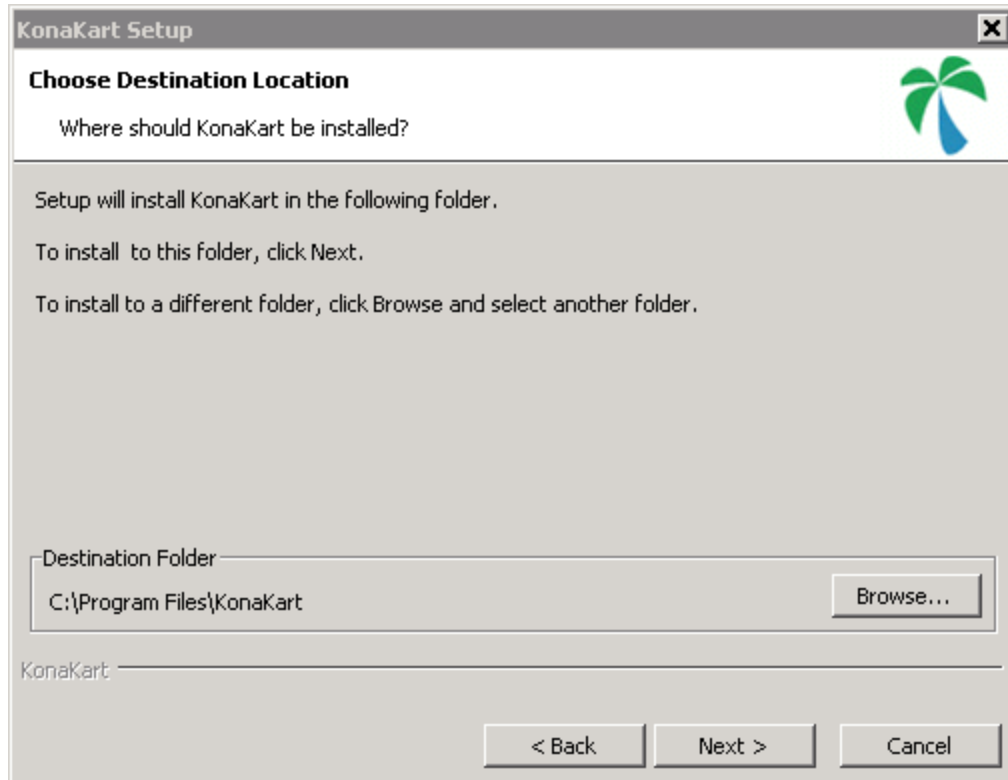 KonaKart Setup
Choose Destination Location
Where should KonaKart be installed?
Setup will install KonaKart in the following folder.
To install  to this folder, click Next.
To install to a different folder, click Browse and select another folder.
Destination Folder
C:\Program Files\KonaKart
Browse...
KonaKart
< Back
Next >
Cancel